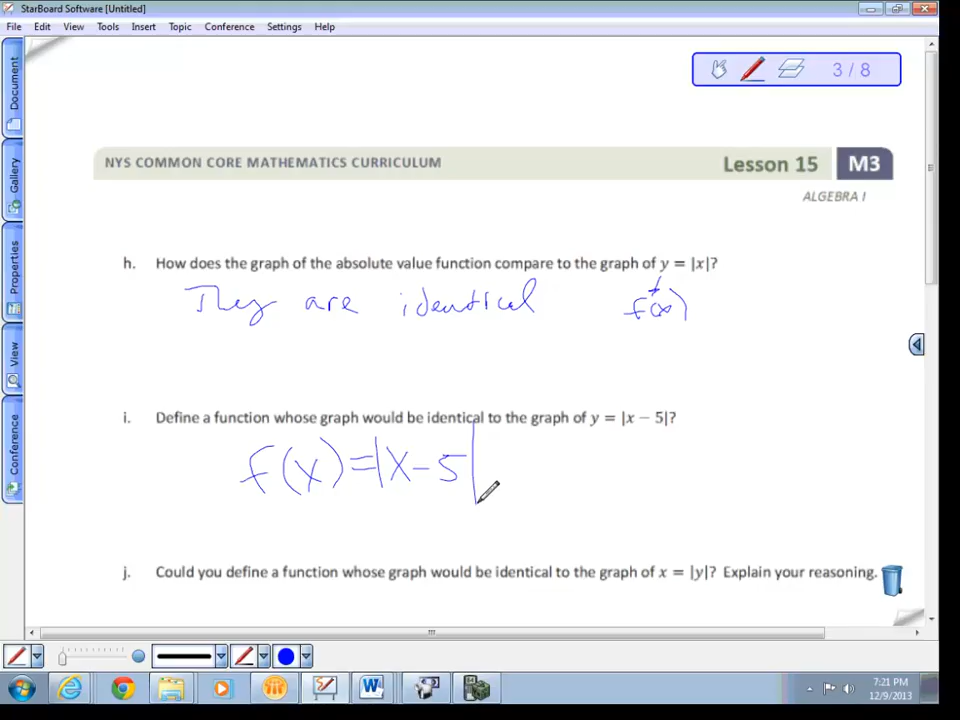 StarBoard Software [Untitled]
File Edit View Tools Insert Topic Conference Settings Help
Document
Gallery
Properties
View
Conference
3 / 8
NYS COMMON CORE MATHEMATICS CURRICULUM
Lesson 15 M3
ALGEBRA I
h. How does the graph of the absolute value function compare to the graph of y = |x|?
They are identical f(x)
i. Define a function whose graph would be identical to the graph of y = |x − 5|?
f(x)=|x-5|
j. Could you define a function whose graph would be identical to the graph of x = |y|? Explain your reasoning.
7:21 PM
12/9/2013